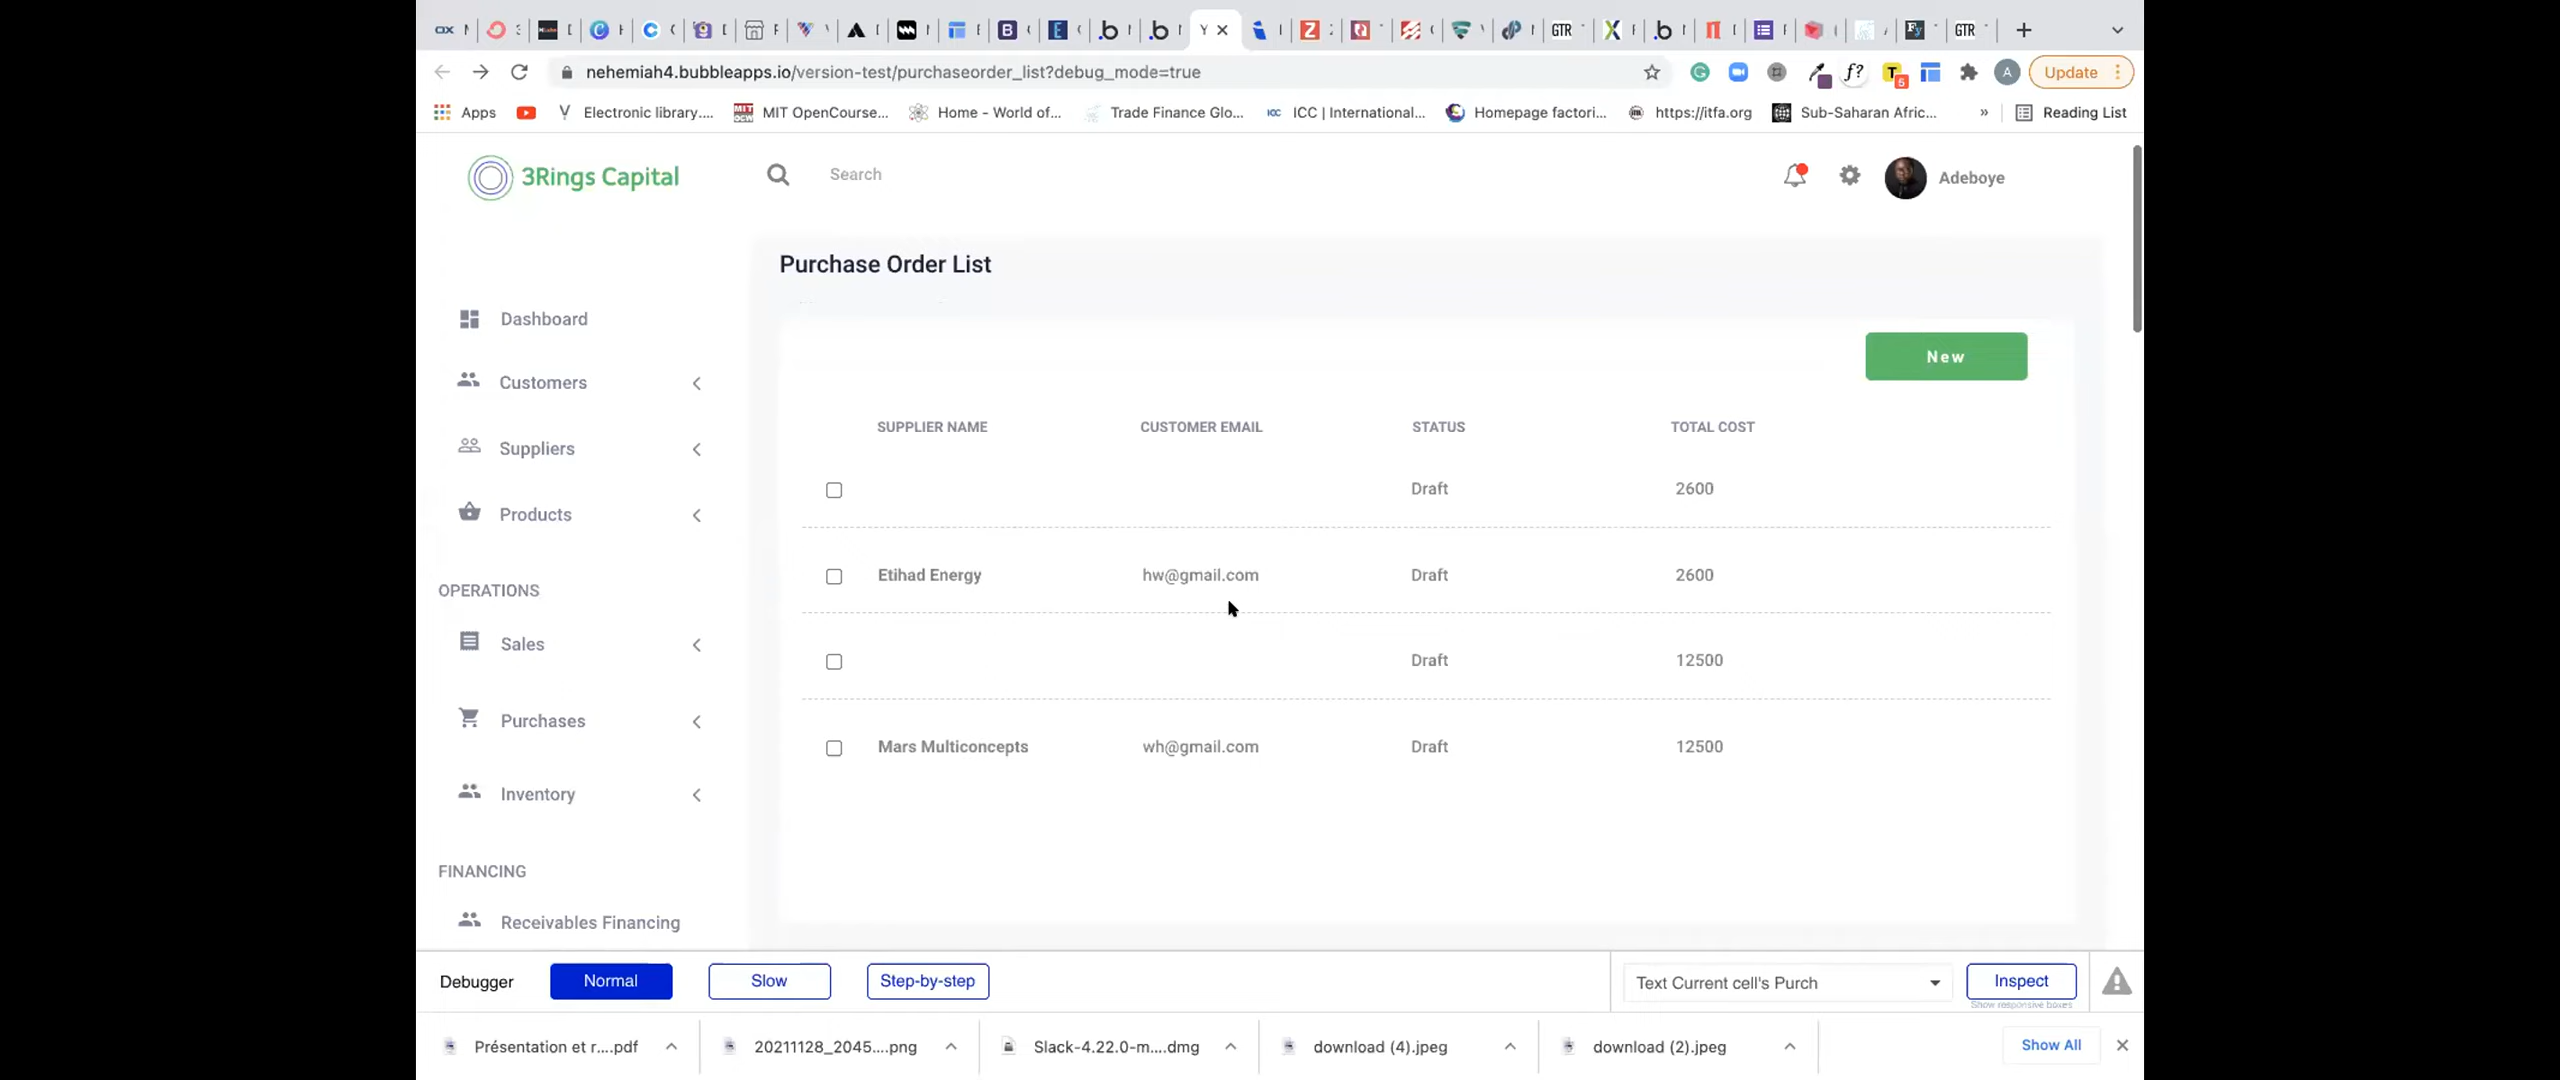 nehemiah4.bubbleapps.io/version-test/purchaseorder_list?debug_mode=true
Update
Apps
Electronic library....
MIT OpenCourse...
Home - World of...
Trade Finance Glo...
ICC | International...
Homepage factori...
https://itfa.org
Sub-Saharan Afric...
»
Reading List
3Rings Capital
Search
Adeboye
Purchase Order List
New
Dashboard
Customers
Suppliers
Products
OPERATIONS
Sales
Purchases
Inventory
FINANCING
Receivables Financing
SUPPLIER NAME CUSTOMER EMAIL STATUS TOTAL COST
Draft 2600
Etihad Energy hw@gmail.com Draft 2600
Draft 12500
Mars Multiconcepts wh@gmail.com Draft 12500
Debugger Normal Slow Step-by-step
Text Current cell's Purch
Inspect
Show responsive boxes
Présentation et r....pdf
20211128_2045....png
Slack-4.22.0-m....dmg
download (4).jpeg
download (2).jpeg
Show All